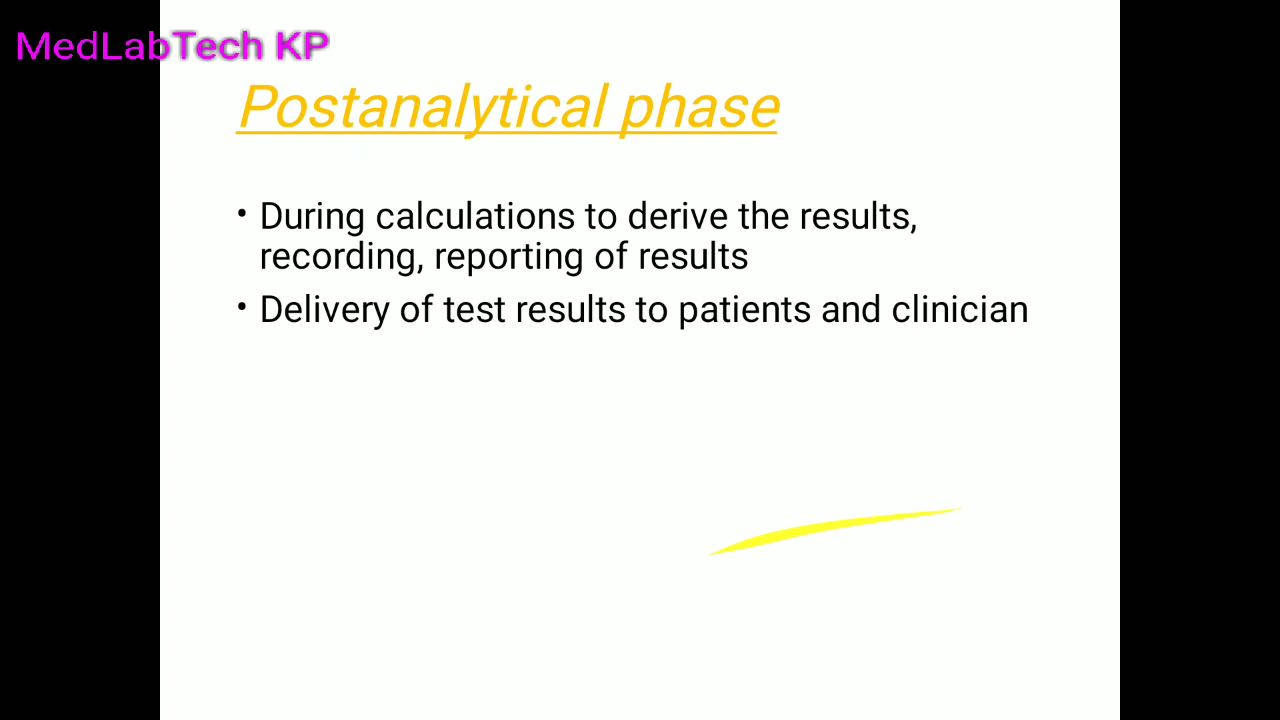 MedLabTech KP
Postanalytical phase
• During calculations to derive the results,
recording, reporting of results
• Delivery of test results to patients and clinician